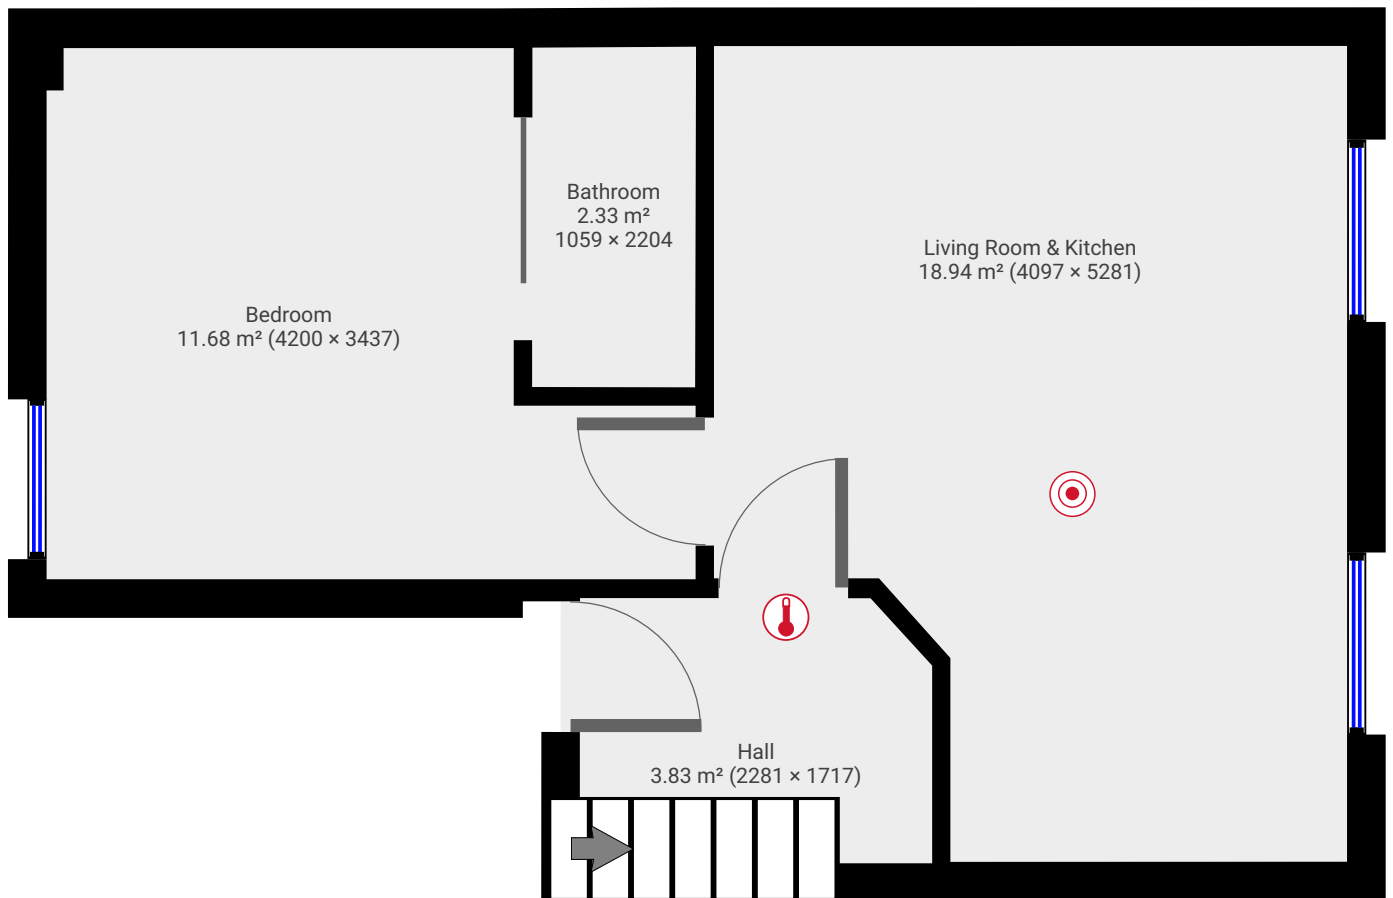 Bathroom
2.33 m²
1059 × 2204
Living Room & Kitchen
18.94 m² (4097 × 5281)
Bedroom
11.68 m² (4200 × 3437)
Hall
3.83 m² (2281 × 1717)